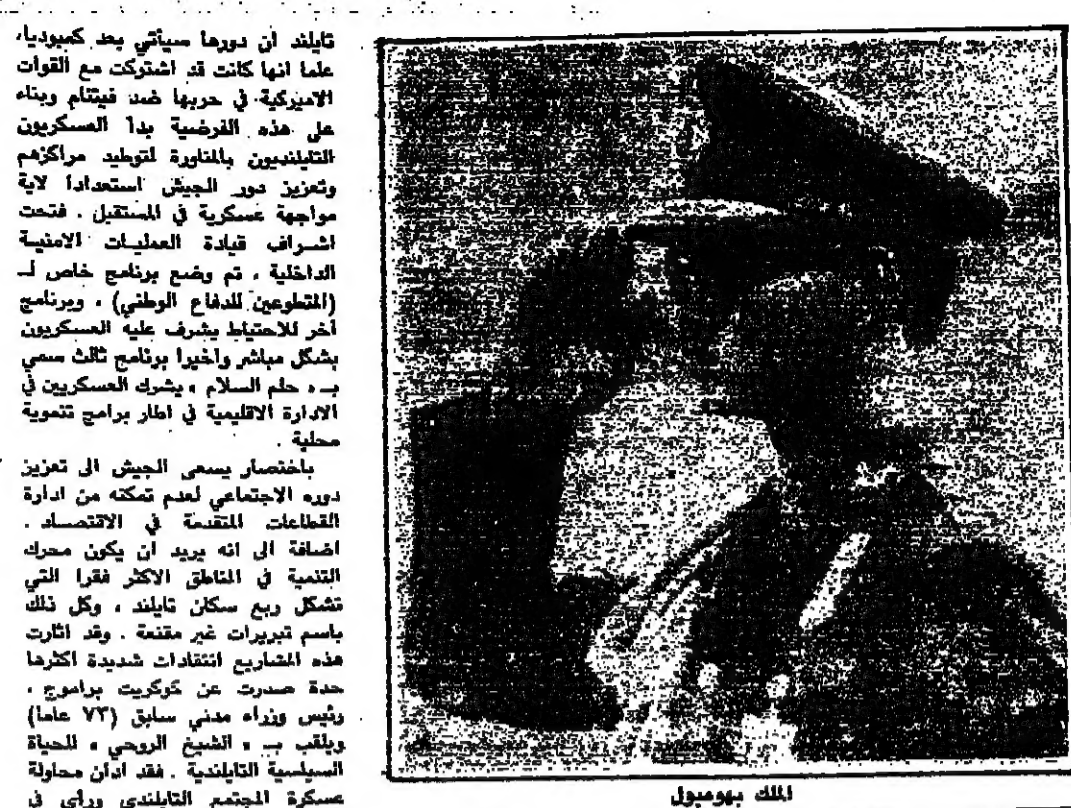 تايلند ان دورها سيأتي بعد كمبوديا،
علما انها كانت قد اشتركت مع القوات
الاميركية في حربها ضد فيتنام وبناء
على هذه الفرضية بدأ العسكريون
التايلنديون بالمناورة لتوطيد مراكزهم
وتعزيز دور الجيش استعدادا لاية
مواجهة عسكرية في المستقبل . فتحت
اشراف قيادة العمليات الامنية
الداخلية ، تم وضع برنامج خاص لـ
(المتطوعين للدفاع الوطني) ، وبرنامج
آخر للاحتياط يشرف عليه العسكريون
بشكل مباشر واخيرا برنامج ثالث سمي
بـ « حلم السلام » يشرك العسكريين في
الادارة الاقليمية في اطار برامج تنموية
محلية .
باختصار يسعى الجيش الى تعزيز
دوره الاجتماعي لعدم تمكنه من ادارة
القطاعات المتقدمة في الاقتصاد .
اضافة الى انه يريد ان يكون محرك
التنمية في المناطق الاكثر فقرا التي
تشكل ربع سكان تايلند ، وكل ذلك
باسم تبريرات غير مقنعة . وقد اثارت
هذه المشاريع انتقادات شديدة اكثرها
حدة صدرت عن كوكريت براموج ،
رئيس وزراء مدني سابق (٧٣ عاما)
ويلقب بـ « الشيخ الروحي » للحياة
السياسية التايلندية . فقد ادان محاولة
عسكرة المجتمع التايلندي ورأى في
الملك بهومبول